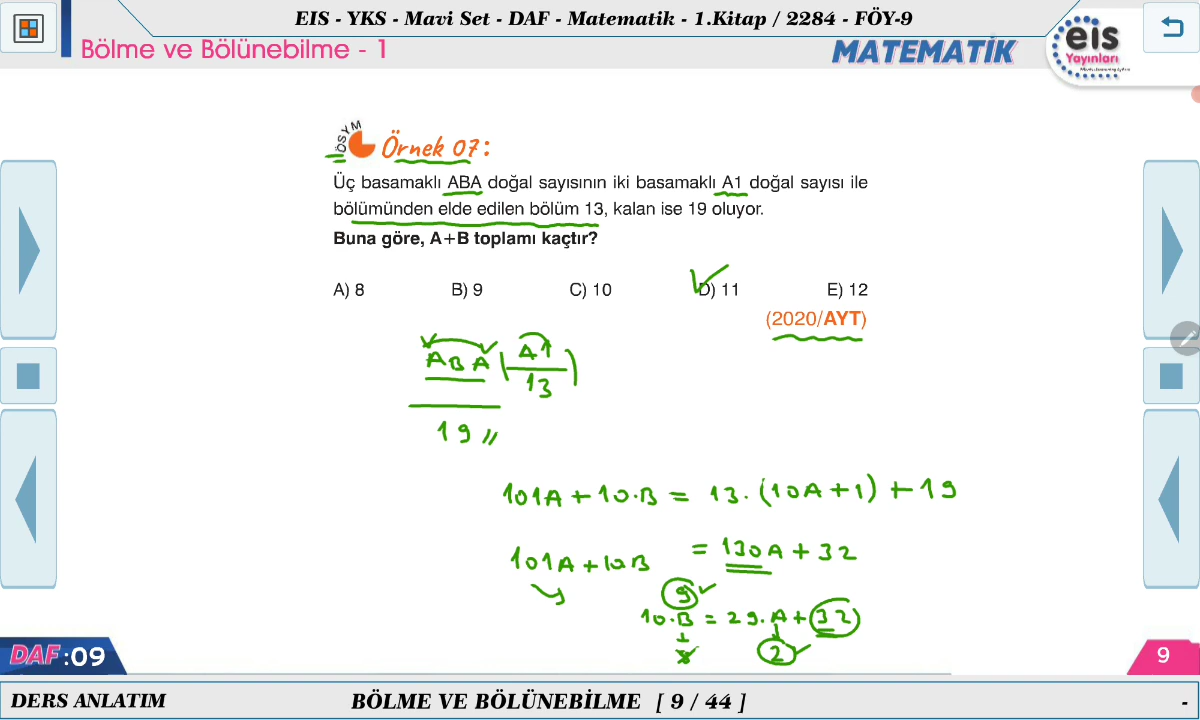 EIS - YKS - Mavi Set - DAF - Matematik - 1.Kitap / 2284 - FÖY-9
Bölme ve Bölünebilme - 1
MATEMATİK
eis
Yayınları
ÖSYM
Örnek 07:
Üç basamaklı ABA doğal sayısının iki basamaklı A1 doğal sayısı ile
bölümünden elde edilen bölüm 13, kalan ise 19 oluyor.
Buna göre, A+B toplamı kaçtır?
A) 8 B) 9 C) 10 D) 11 E) 12
(2020/AYT)
ABA A1
13
19
101A + 10.B = 13.(10A+1) + 19
101A + 10B = 130A + 32
9
10.B = 29.A + 32
2
DAF :09
9
DERS ANLATIM BÖLME VE BÖLÜNEBİLME [ 9 / 44 ] -